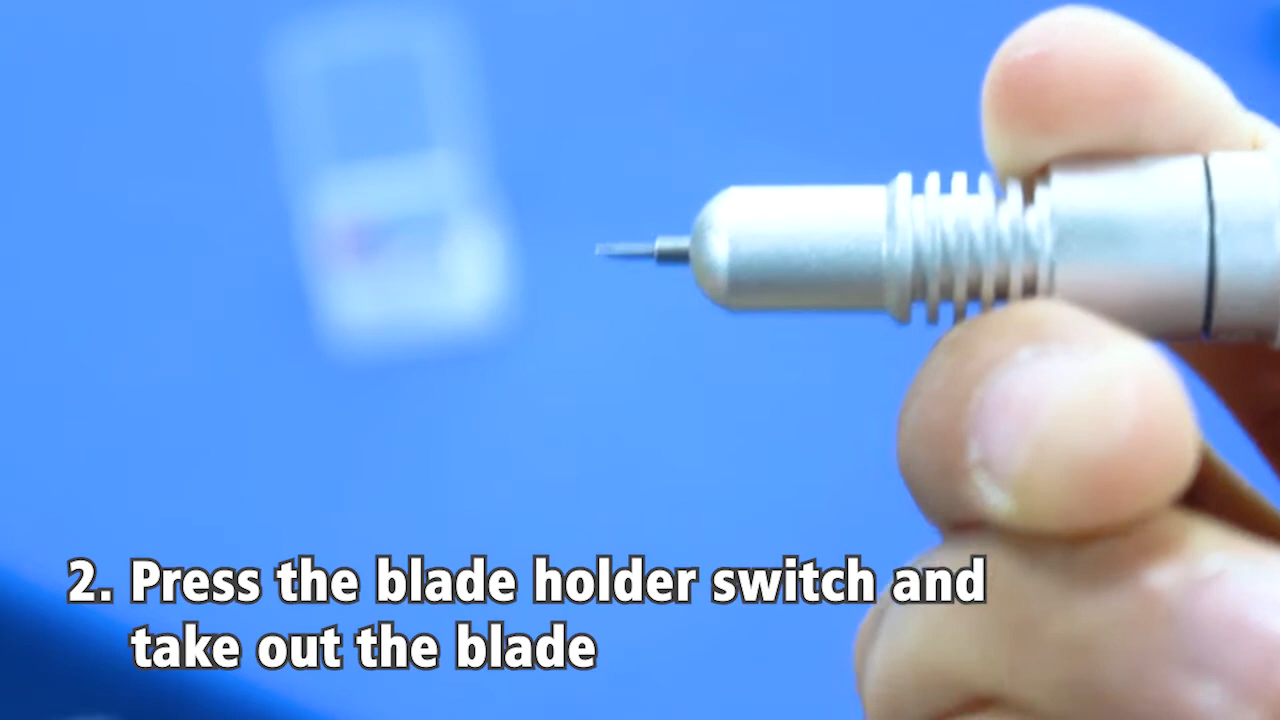 2. Press the blade holder switch and
take out the blade